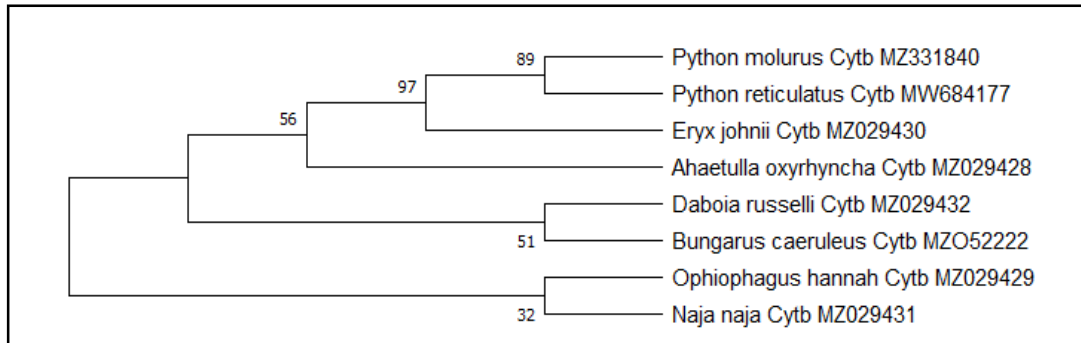 89
Python molurus Cytb MZ331840
97
Python reticulatus Cytb MW684177
56
Eryx johnii Cytb MZ029430
Ahaetulla oxyrhyncha Cytb MZ029428
Daboia russelli Cytb MZ029432
51
Bungarus caeruleus Cytb MZO52222
Ophiophagus hannah Cytb MZ029429
32
Naja naja Cytb MZ029431